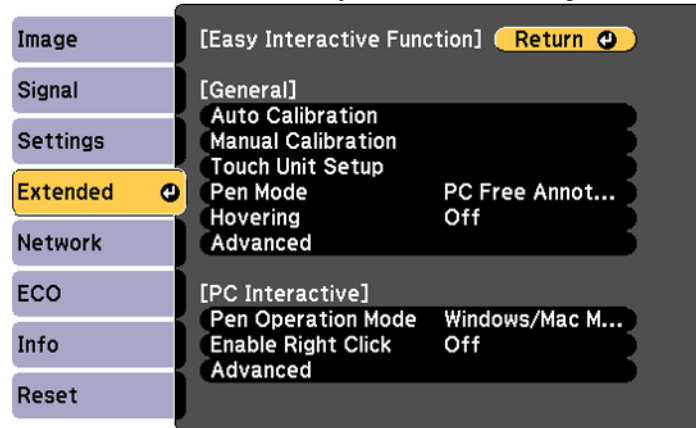 Image
Signal
Settings
Extended
Network
ECO
Info
Reset
[Easy Interactive Function] Return
[General]
Auto Calibration
Manual Calibration
Touch Unit Setup
Pen Mode PC Free Annot...
Hovering Off
Advanced
[PC Interactive]
Pen Operation Mode Windows/Mac M...
Enable Right Click Off
Advanced